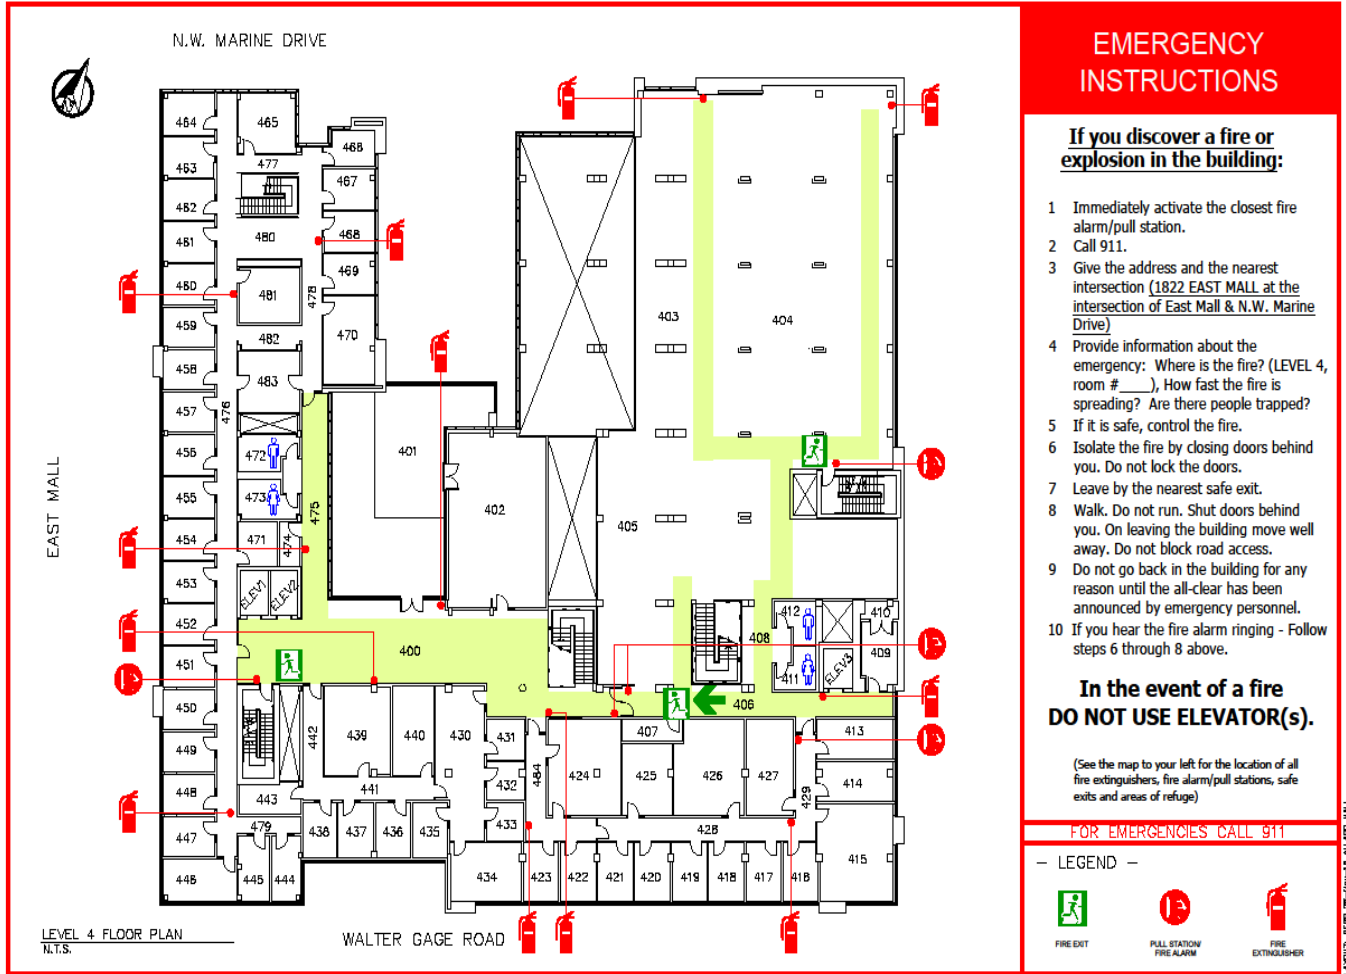 N.W. MARINE DRIVE
464
465
466
463
477
467
462
468
461
480
469
460
481
478
459
470
482
458
483
457
476
401
456
472
402
455
473
475
454
471
474
453
ELEV1
ELEV2
452
451
400
450
442
439
440
430
431
449
432
484
448
443
441
433
447
479
438
437
436
435
446
445
444
434
423
422
421
420
419
418
417
416
415
403
404
405
412
410
408
409
411
ELEV3
406
407
413
424
425
426
427
414
429
428
EAST MALL
LEVEL 4 FLOOR PLAN
N.T.S.
WALTER GAGE ROAD
EMERGENCY
INSTRUCTIONS
If you discover a fire or
explosion in the building:
1 Immediately activate the closest fire
alarm/pull station.
2 Call 911.
3 Give the address and the nearest
intersection (1822 EAST MALL at the
intersection of East Mall & N.W. Marine
Drive)
4 Provide information about the
emergency: Where is the fire? (LEVEL 4,
room #____), How fast the fire is
spreading? Are there people trapped?
5 If it is safe, control the fire.
6 Isolate the fire by closing doors behind
you. Do not lock the doors.
7 Leave by the nearest safe exit.
8 Walk. Do not run. Shut doors behind
you. On leaving the building move well
away. Do not block road access.
9 Do not go back in the building for any
reason until the all-clear has been
announced by emergency personnel.
10 If you hear the fire alarm ringing - Follow
steps 6 through 8 above.
In the event of a fire
DO NOT USE ELEVATOR(s).
(See the map to your left for the location of all
fire extinguishers, fire alarm/pull stations, safe
exits and areas of refuge)
FOR EMERGENCIES CALL 911
- LEGEND -
FIRE EXIT
PULL STATION/
FIRE ALARM
FIRE
EXTINGUISHER